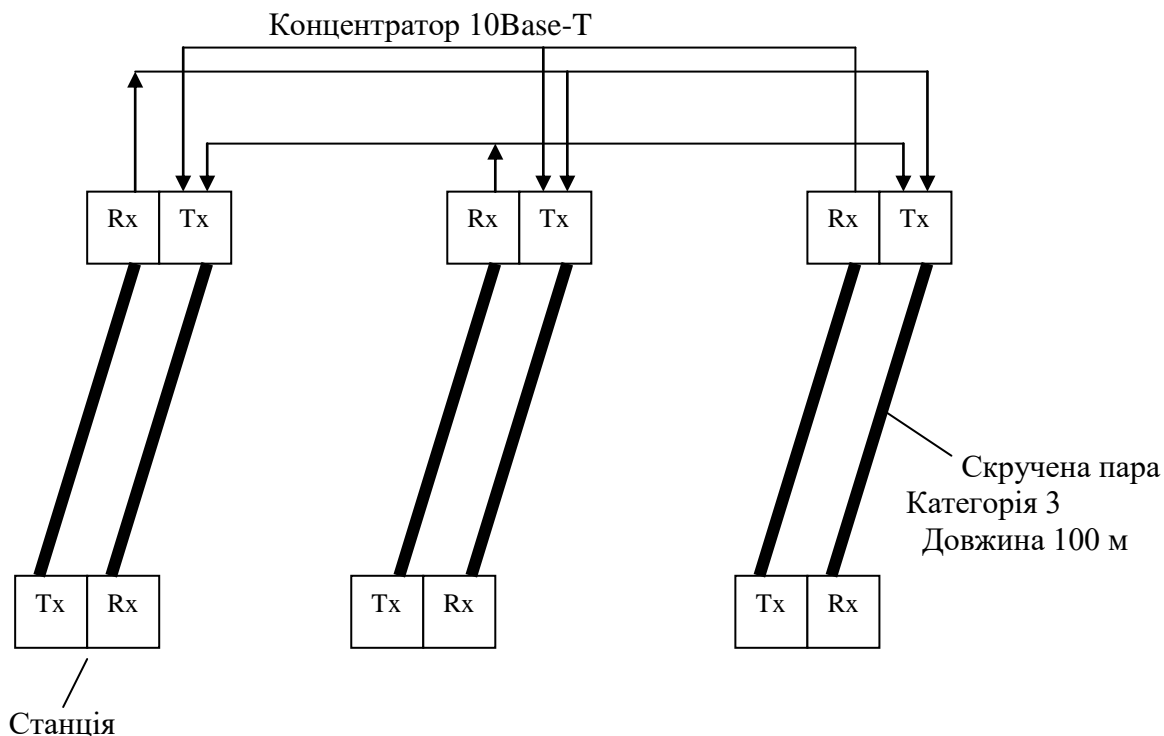 Концентратор 10Base-T
Rx Tx Rx Tx Rx Tx
Скручена пара
Категорія 3
Довжина 100 м
Tx Rx Tx Rx Tx Rx
Станція